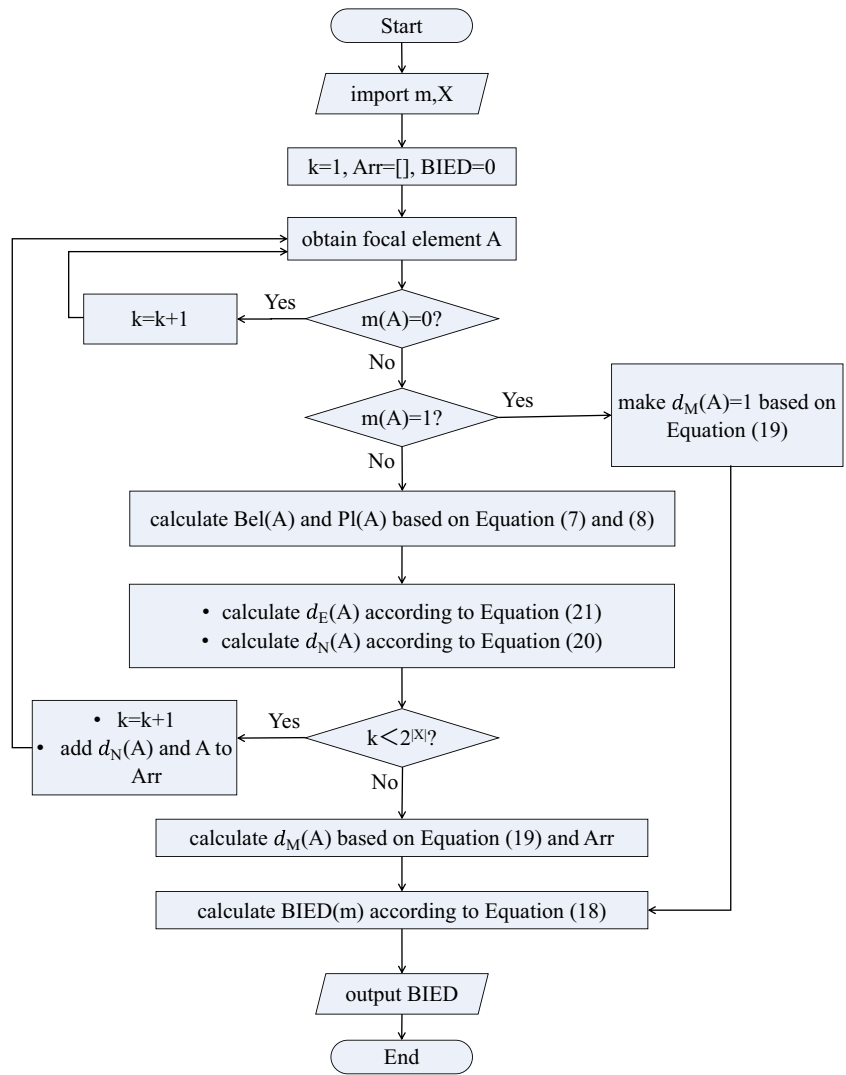 Start
import m,X
k=1, Arr=[], BIED=0
obtain focal element A
Yes
k=k+1
m(A)=0?
No
m(A)=1?
Yes
make d_M(A)=1 based on
Equation (19)
No
calculate Bel(A) and Pl(A) based on Equation (7) and (8)
• calculate d_E(A) according to Equation (21)
• calculate d_N(A) according to Equation (20)
• k=k+1
• add d_N(A) and A to
Arr
Yes
k＜2^|X|?
No
calculate d_M(A) based on Equation (19) and Arr
calculate BIED(m) according to Equation (18)
output BIED
End